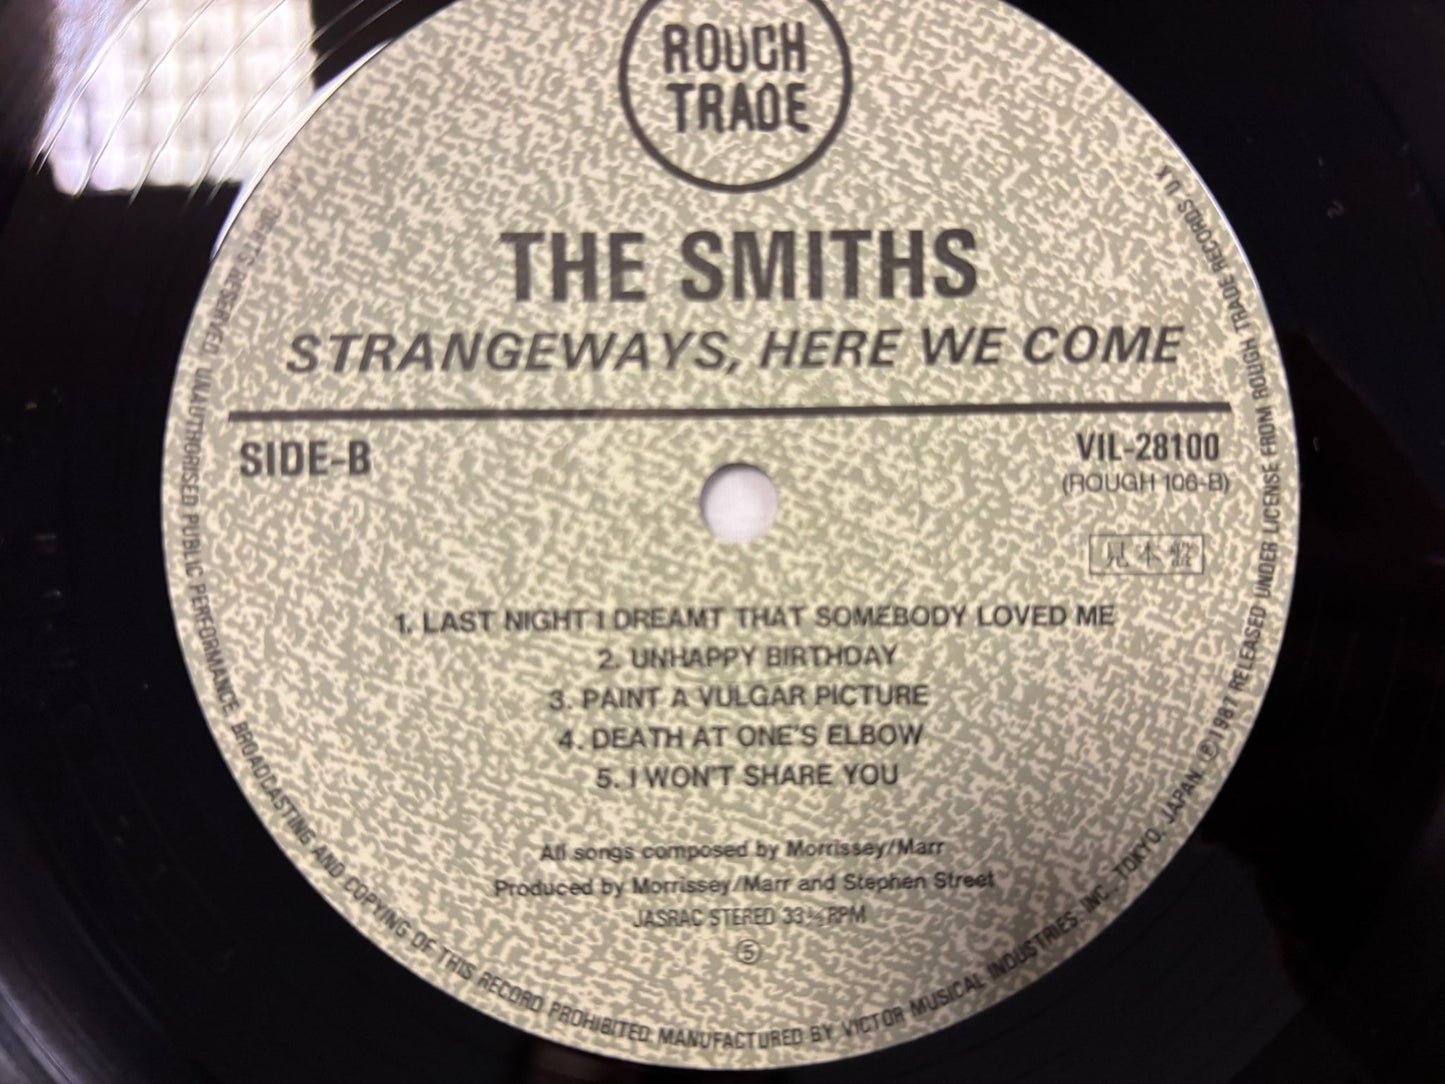 ROUGH
TRADE
THE SMITHS
STRANGEWAYS, HERE WE COME
SIDE-B
VIL-28100
(ROUGH 106-B)
見本盤
1. LAST NIGHT I DREAMT THAT SOMEBODY LOVED ME
2. UNHAPPY BIRTHDAY
3. PAINT A VULGAR PICTURE
4. DEATH AT ONE'S ELBOW
5. I WON'T SHARE YOU
All songs composed by Morrissey/Marr
Produced by Morrissey/Marr and Stephen Street
JASRAC STEREO 33⅓ RPM
⑤
RESERVED. UNAUTHORISED PUBLIC PERFORMANCE, BROADCASTING AND COPYING OF THIS RECORD PROHIBITED. MANUFACTURED BY VICTOR MUSICAL INDUSTRIES, INC., TOKYO, JAPAN. ℗1987 RELEASED UNDER LICENSE FROM ROUGH TRADE RECORDS U.K